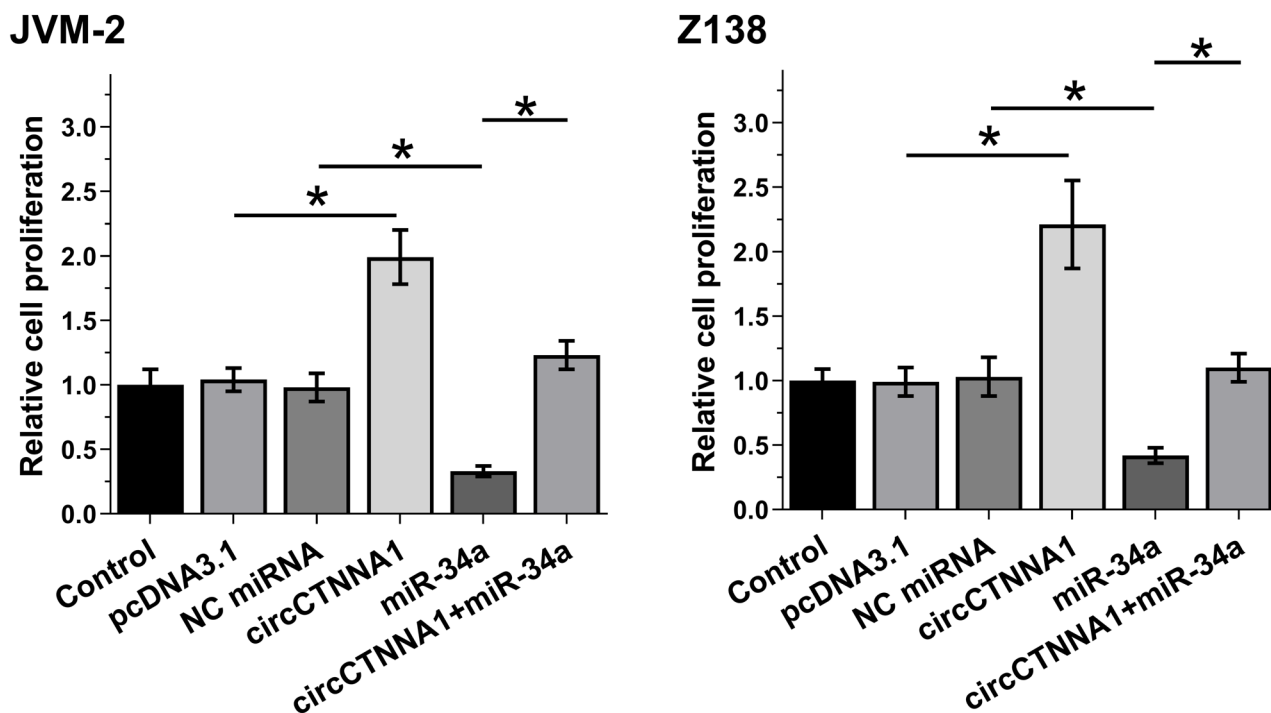 JVM-2
Relative cell proliferation
3.0
2.5
2.0
1.5
1.0
0.5
0.0
*
*
*
Control
pcDNA3.1
NC miRNA
circCTNNA1
miR-34a
circCTNNA1+miR-34a
Z138
Relative cell proliferation
3.0
2.5
2.0
1.5
1.0
0.5
0.0
*
*
*
Control
pcDNA3.1
NC miRNA
circCTNNA1
miR-34a
circCTNNA1+miR-34a